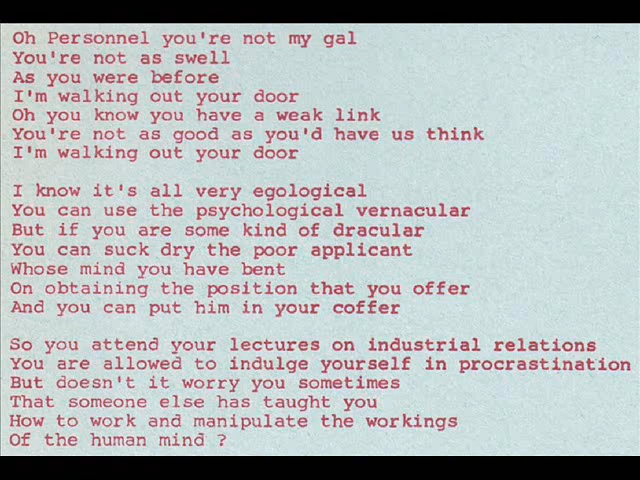 Oh Personnel you're not my gal
You're not as swell
As you were before
I'm walking out your door
Oh you know you have a weak link
You're not as good as you'd have us think
I'm walking out your door
I know it's all very egological
You can use the psychological vernacular
But if you are some kind of dracular
You can suck dry the poor applicant
Whose mind you have bent
On obtaining the position that you offer
And you can put him in your coffer
So you attend your lectures on industrial relations
You are allowed to indulge yourself in procrastination
But doesn't it worry you sometimes
That someone else has taught you
How to work and manipulate the workings
Of the human mind ?